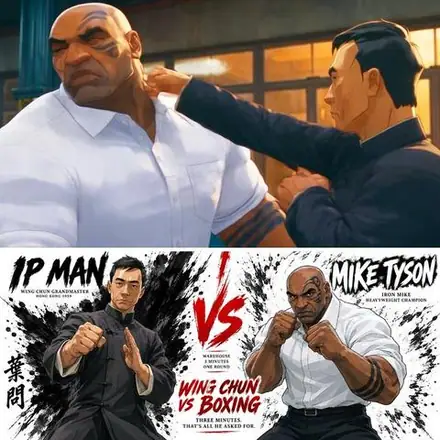 IP MAN
WING CHUN GRANDMASTER
HONG KONG 1959
葉問
VS
WAREHOUSE
3 MINUTES
ONE ROUND
WING CHUN
VS BOXING
THREE MINUTES.
THAT'S ALL HE ASKED FOR.
MIKE TYSON
IRON MIKE
HEAVYWEIGHT CHAMPION